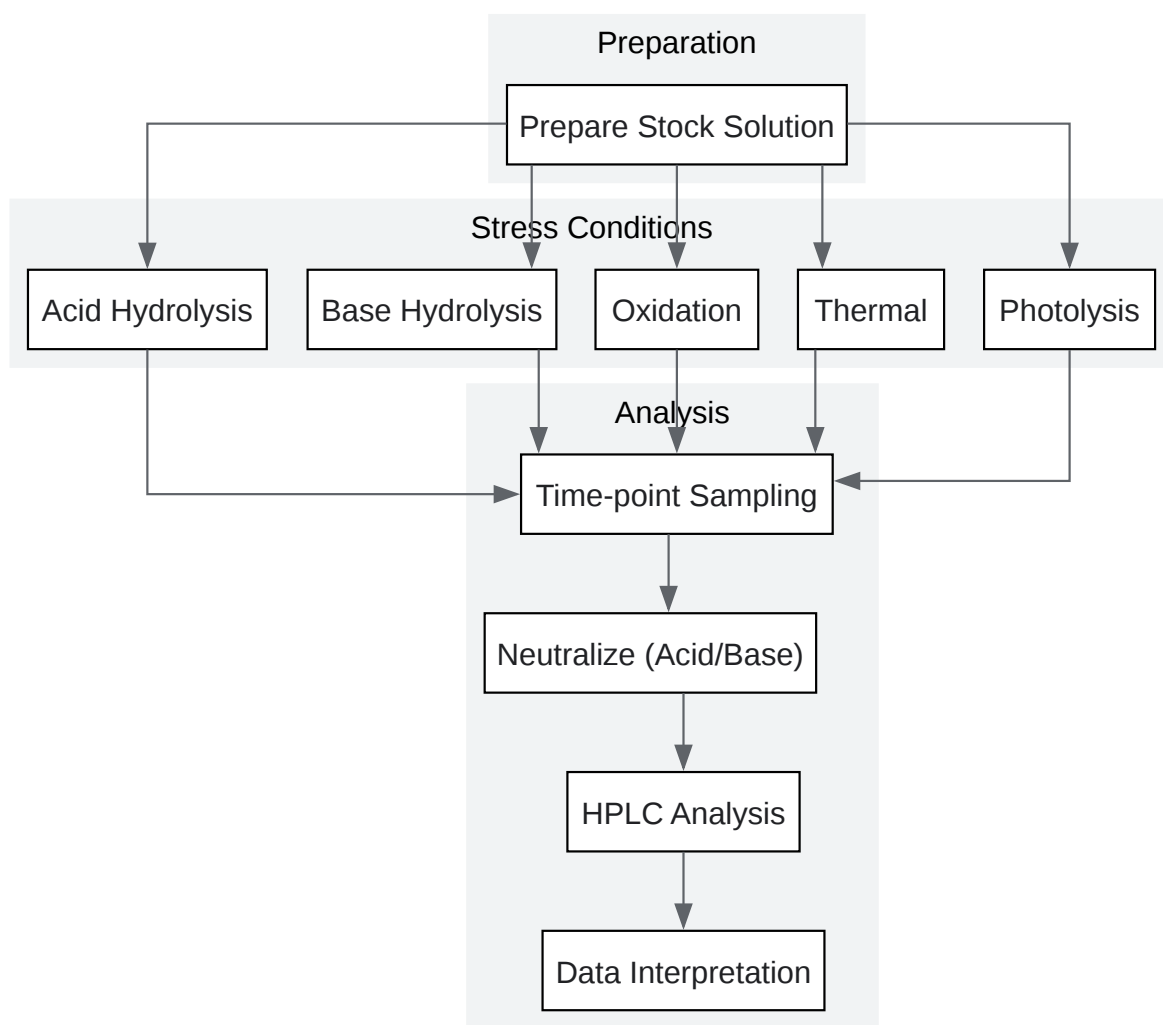 Preparation
Prepare Stock Solution
Stress Conditions
Acid Hydrolysis
Base Hydrolysis
Oxidation
Thermal
Photolysis
Analysis
Time-point Sampling
Neutralize (Acid/Base)
HPLC Analysis
Data Interpretation